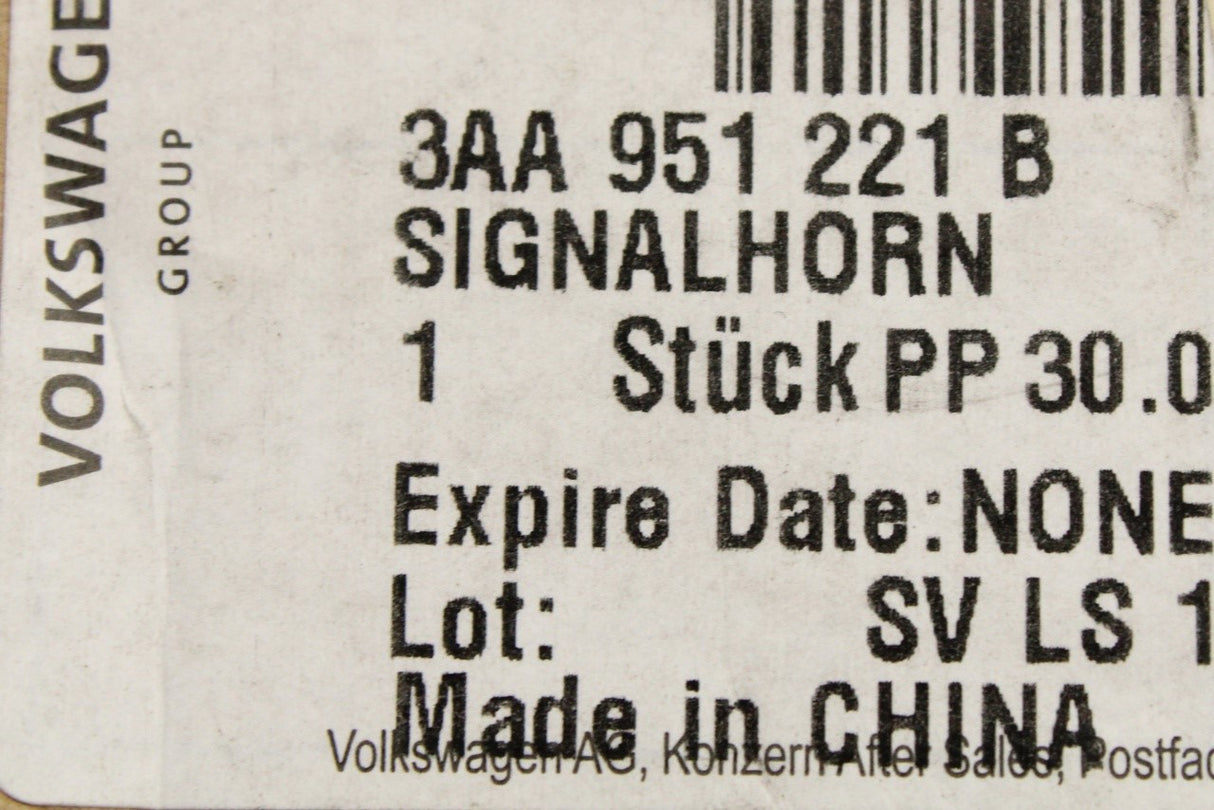 VOLKSWAGE
GROUP
3AA 951 221 B
SIGNALHORN
1 Stück PP 30.0
Expire Date: NONE
Lot: SV LS 1
Made in CHINA
Volkswagen AG, Konzern After Sales, Postfac